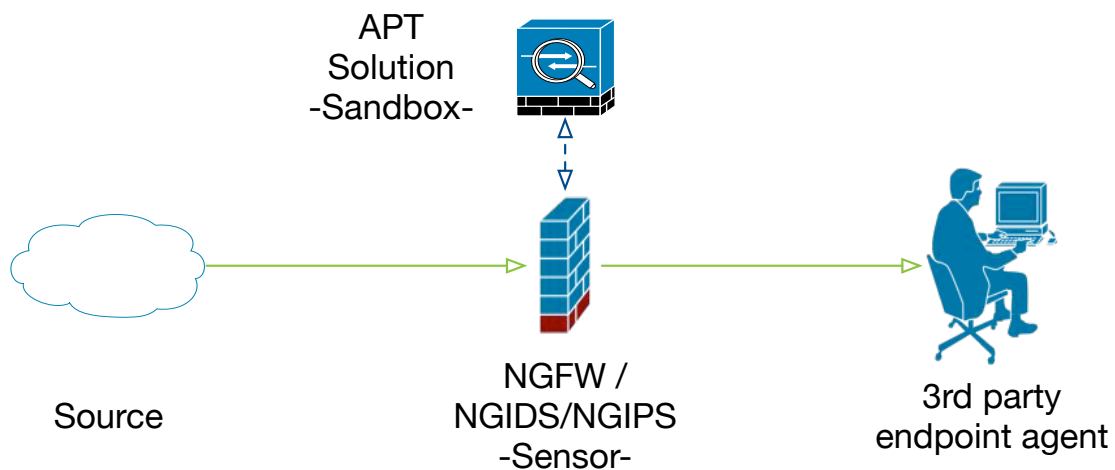 APT
Solution
-Sandbox-
Source
NGFW /
NGIDS/NGIPS
-Sensor-
3rd party
endpoint agent